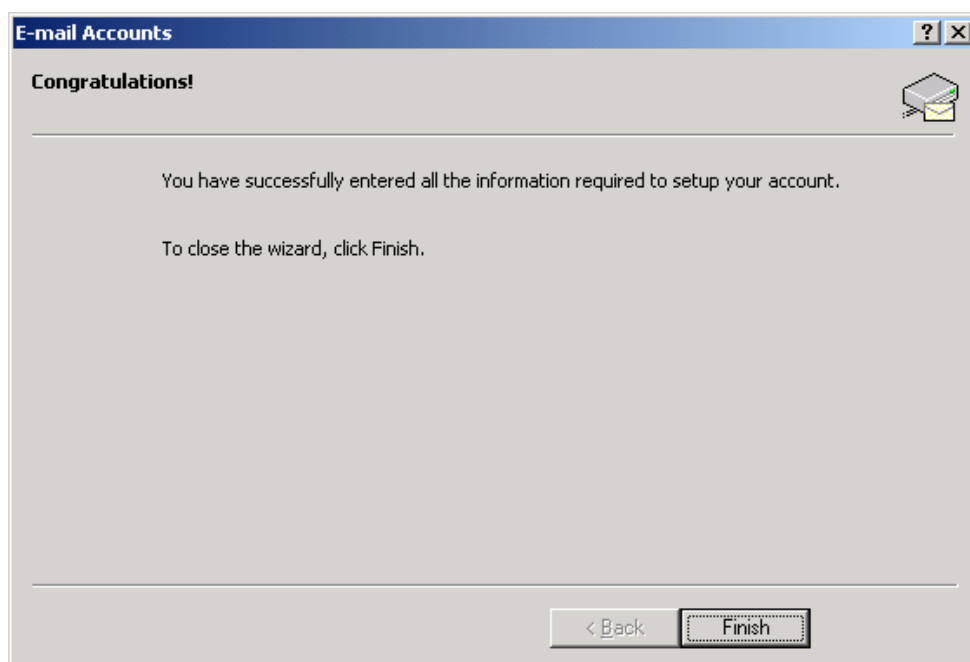 E-mail Accounts
Congratulations!
You have successfully entered all the information required to setup your account.
To close the wizard, click Finish.
< Back
Finish